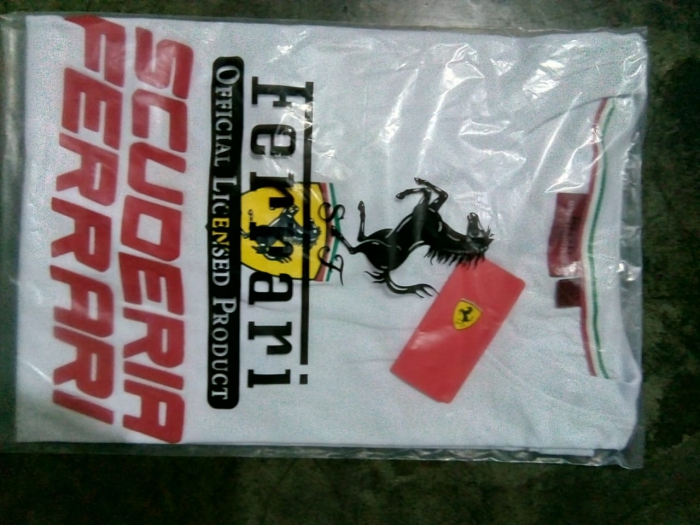 Ferrari
OFFICIAL LICENSED PRODUCT
S F
SCUDERIA
FERRARI